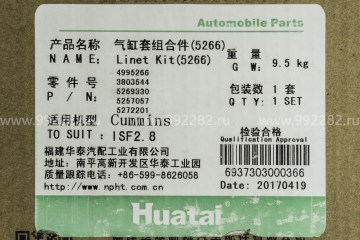 Automobile Parts
产品名称 气缸套组合件(5266) 重量
NAME: Linet Kit(5266) G W: 9.5 kg
4995266
零件号 3803544
P/N: 5269330
5257057
5272201
包装数 1 套
QTY: 1 SET
适用机型 Cummins
TO SUIT: ISF2.8
检验合格
Qualification Approval
福建华泰汽配工业有限公司
地址：南平高新开发区华泰工业园
质量跟踪电话：+86-599-8626058
http://www.npht.com
6937303000366
Date: 20170419
Huatai
www.992282.ru
992282.ru